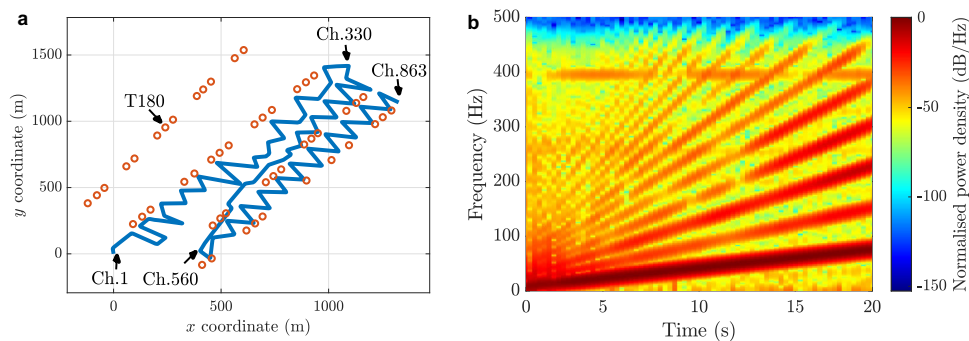 a
1500
1000
500
0
0
500
1000
y coordinate (m)
x coordinate (m)
Ch.330
Ch.863
T180
Ch.1
Ch.560
b
500
400
300
200
100
0
0
5
10
15
20
Frequency (Hz)
Time (s)
0
-50
-100
-150
Normalised power density (dB/Hz)